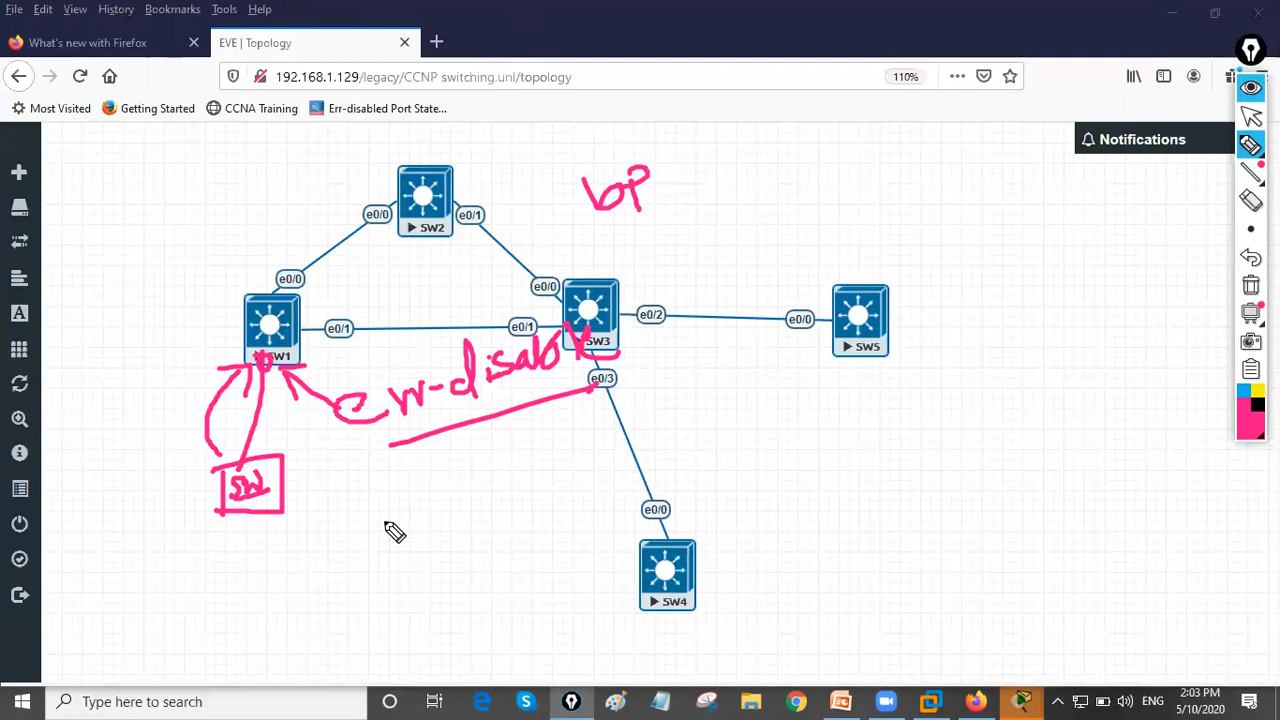 File Edit View History Bookmarks Tools Help
What's new with Firefox
EVE | Topology
192.168.1.129/legacy/CCNP switching.unl/topology
110%
Most Visited Getting Started CCNA Training Err-disabled Port State...
Notifications
SW2
e0/0 e0/1
e0/0 e0/0
SW3 e0/2 e0/0 SW5
SW1 e0/1 e0/1
err-disable
e0/3
SW
e0/0
SW4
Type here to search
ENG
2:03 PM
5/10/2020